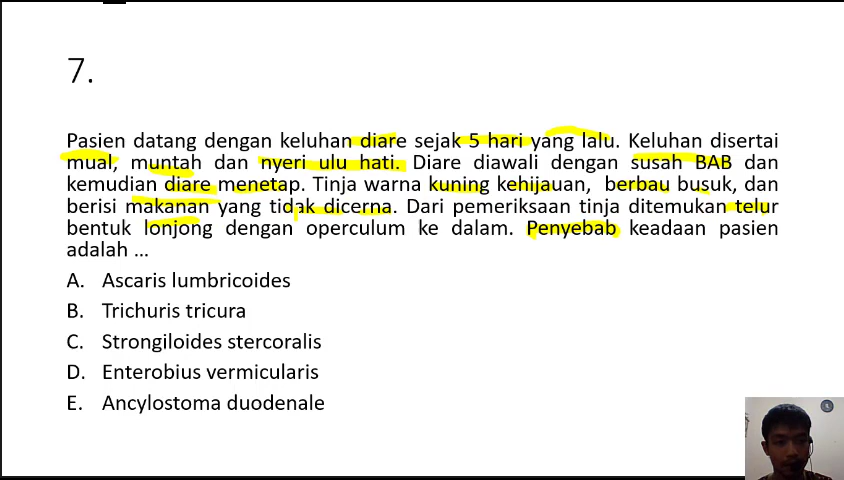 7.
Pasien datang dengan keluhan diare sejak 5 hari yang lalu. Keluhan disertai
mual, muntah dan nyeri ulu hati. Diare diawali dengan susah BAB dan
kemudian diare menetap. Tinja warna kuning kehijauan, berbau busuk, dan
berisi makanan yang tidak dicerna. Dari pemeriksaan tinja ditemukan telur
bentuk lonjong dengan operculum ke dalam. Penyebab keadaan pasien
adalah ...
A. Ascaris lumbricoides
B. Trichuris tricura
C. Strongiloides stercoralis
D. Enterobius vermicularis
E. Ancylostoma duodenale